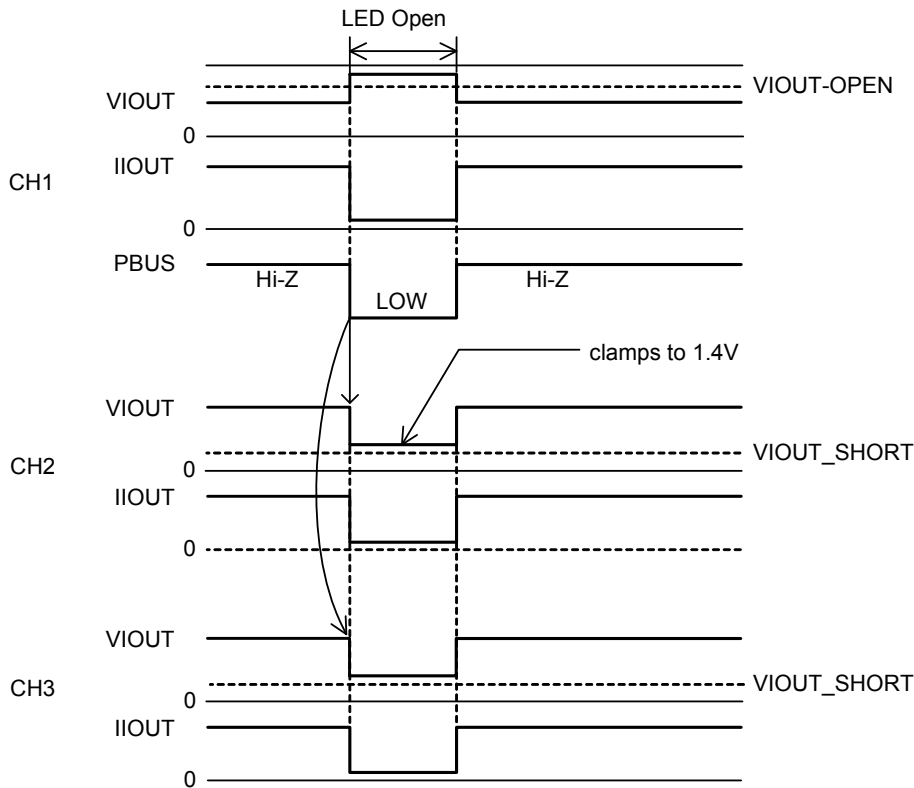 LED Open
VIOUT-OPEN
VIOUT
0
CH1
IIOUT
0
PBUS
Hi-Z
LOW
Hi-Z
clamps to 1.4V
VIOUT
VIOUT_SHORT
CH2
0
IIOUT
0
VIOUT
VIOUT_SHORT
CH3
0
IIOUT
0